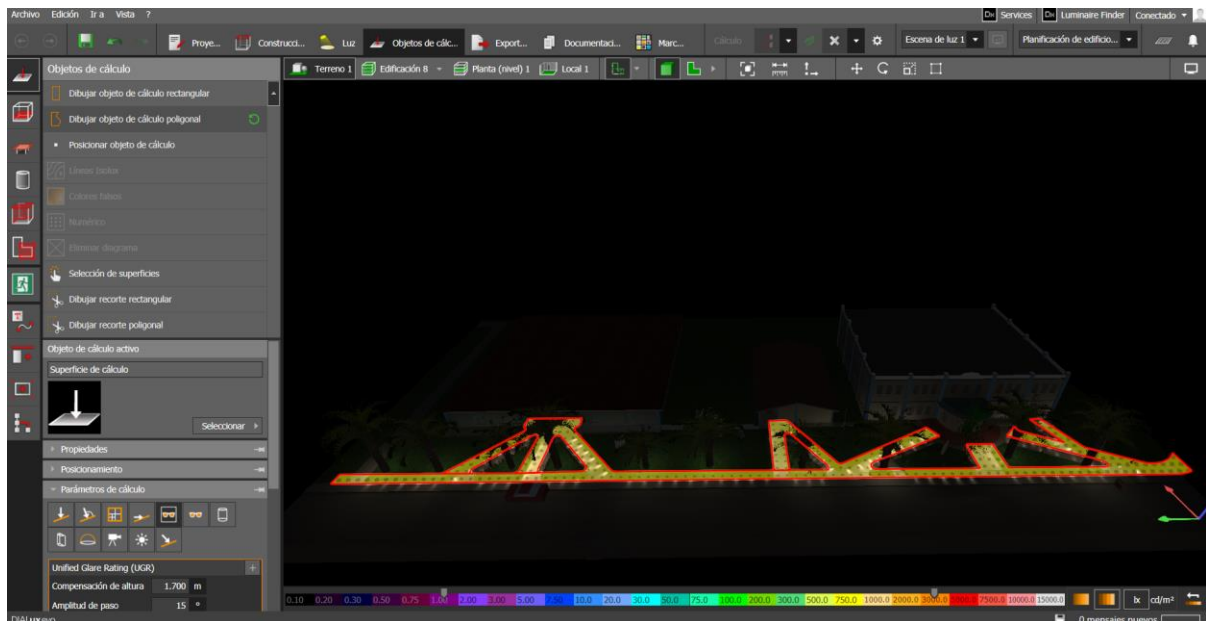 Archivo Edición Ir a Vista ? DX Services DX Luminaire Finder Conectado
Proye... Construcci... Luz Objetos de cálc... Export... Documentaci... Marc... Cálculo Escena de luz 1 Planificación de edificio...
Objetos de cálculo Terreno 1 Edificación 8 Planta (nivel) 1 Local 1
Dibujar objeto de cálculo rectangular
Dibujar objeto de cálculo poligonal
Posicionar objeto de cálculo
Líneas Isolux
Colores falsos
Numérico
Eliminar diagrama
Selección de superficies
Dibujar recorte rectangular
Dibujar recorte poligonal
Objeto de cálculo activo
Superficie de cálculo
Seleccionar
Propiedades
Posicionamiento
Parámetros de cálculo
Unified Glare Rating (UGR)
Compensación de altura 1.700 m
Amplitud de paso 15 °
0.10 0.20 0.30 0.50 0.75 1.00 2.00 3.00 5.00 7.50 10.0 20.0 30.0 50.0 75.0 100.0 200.0 300.0 500.0 750.0 1000.0 2000.0 3000.0 7500.0 10000.0 15000.0 lx cd/m²
DIALux evo 0 mensajes nuevos